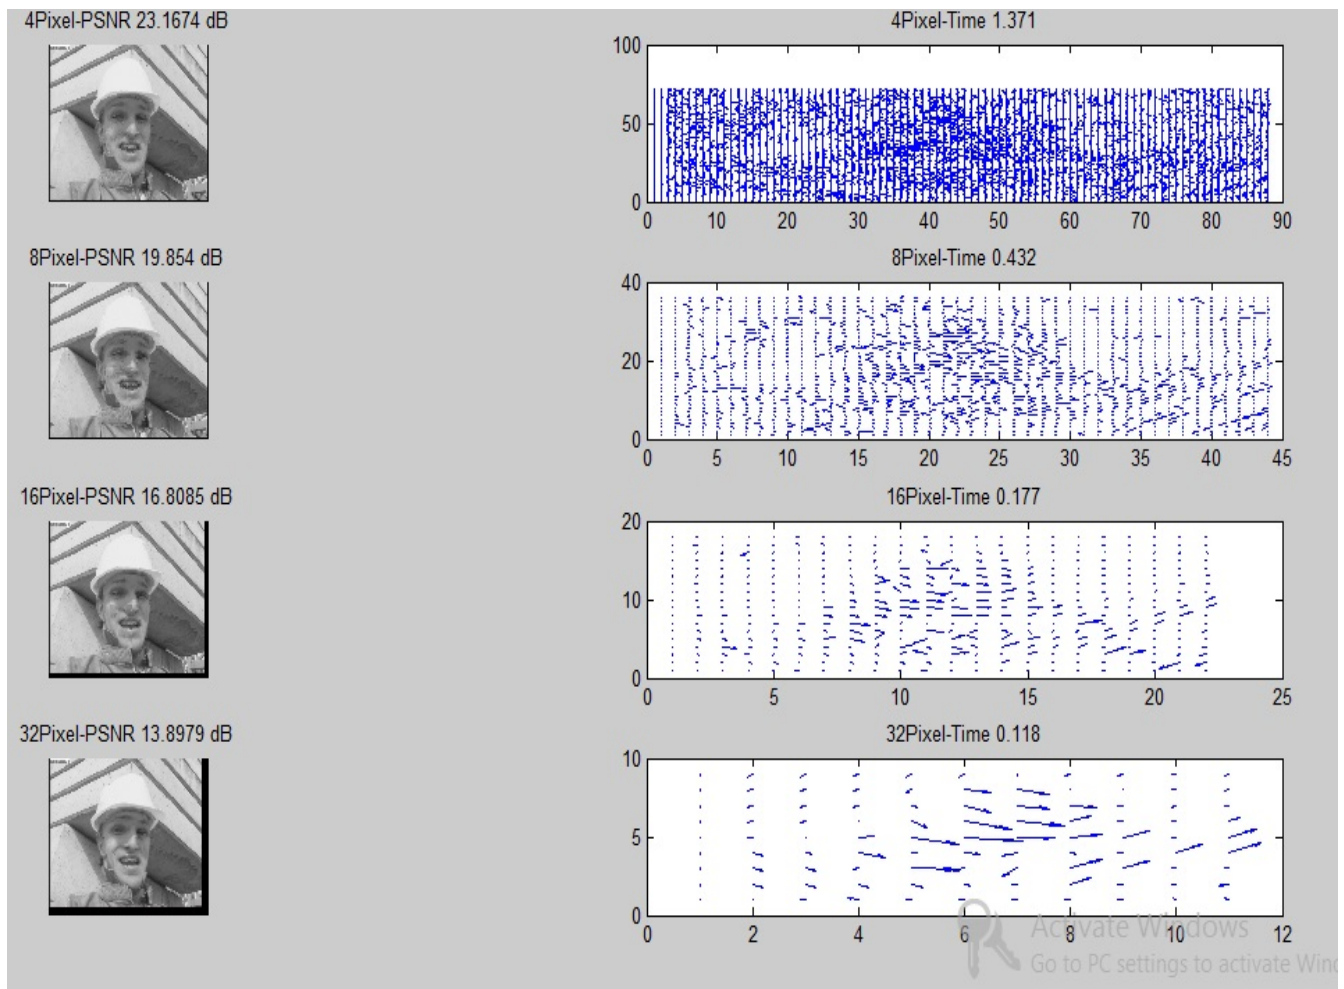 4Pixel-PSNR 23.1674 dB
4Pixel-Time 1.371
100
50
0
0 10 20 30 40 50 60 70 80 90
8Pixel-PSNR 19.854 dB
8Pixel-Time 0.432
40
20
0
0 5 10 15 20 25 30 35 40 45
16Pixel-PSNR 16.8085 dB
16Pixel-Time 0.177
20
10
0
0 5 10 15 20 25
32Pixel-PSNR 13.8979 dB
32Pixel-Time 0.118
10
5
0
0 2 4 6 8 10 12
Activate Windows
Go to PC settings to activate Wind